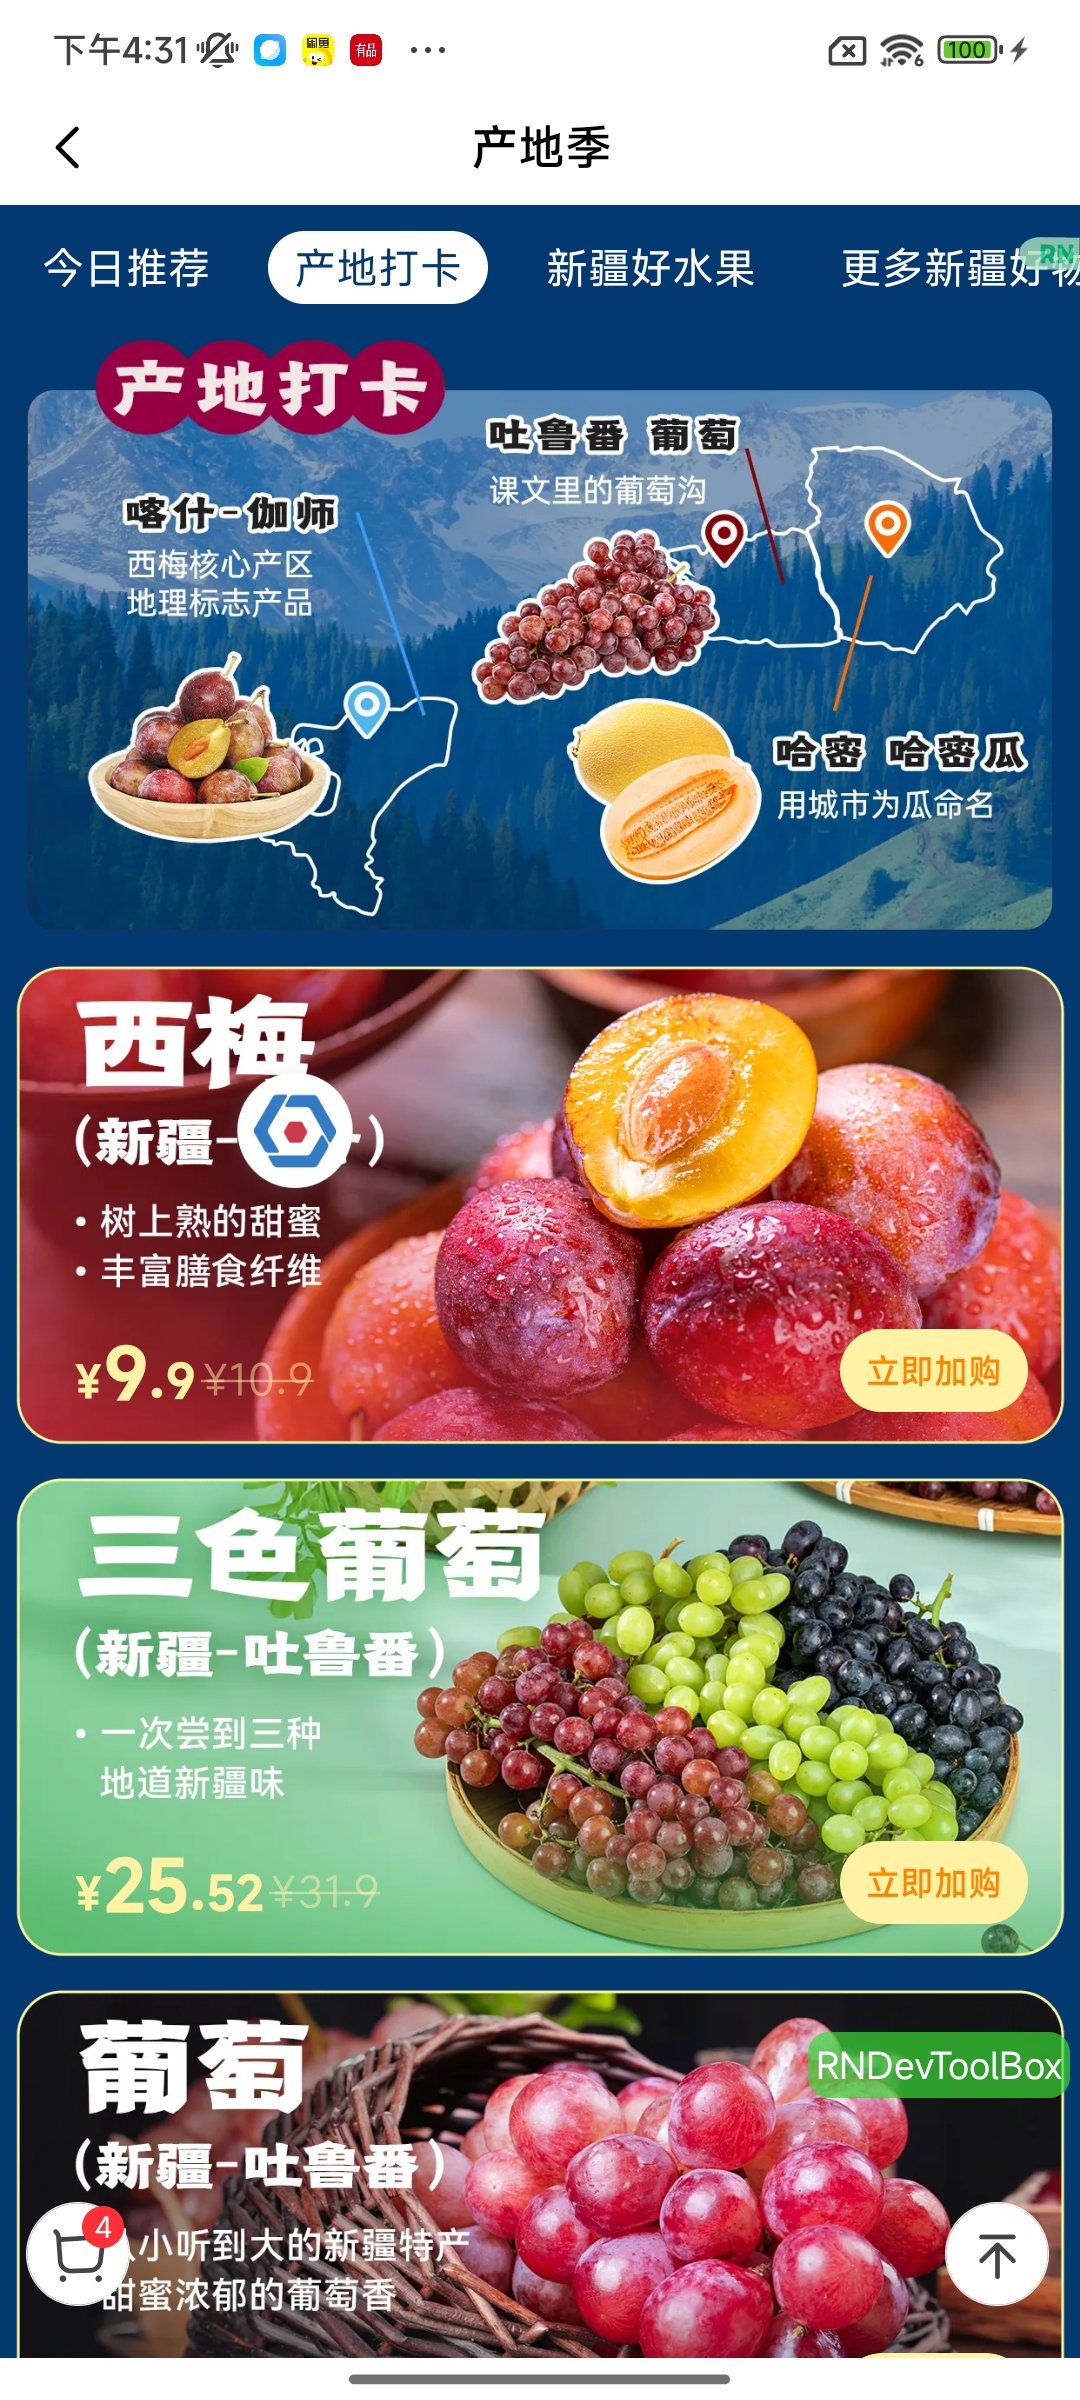 下午4:31
闲鱼
有品
6
100
产地季
今日推荐
产地打卡
新疆好水果
更多新疆好物
RN
产地打卡
吐鲁番 葡萄
课文里的葡萄沟
喀什-伽师
西梅核心产区
地理标志产品
哈密 哈密瓜
用城市为瓜命名
西梅
(新疆-
)
• 树上熟的甜蜜
• 丰富膳食纤维
¥9.9 ¥10.9
立即加购
三色葡萄
(新疆-吐鲁番)
• 一次尝到三种
地道新疆味
¥25.52 ¥31.9
立即加购
葡萄
RNDevToolBox
(新疆-吐鲁番)
小听到大的新疆特产
甜蜜浓郁的葡萄香
4